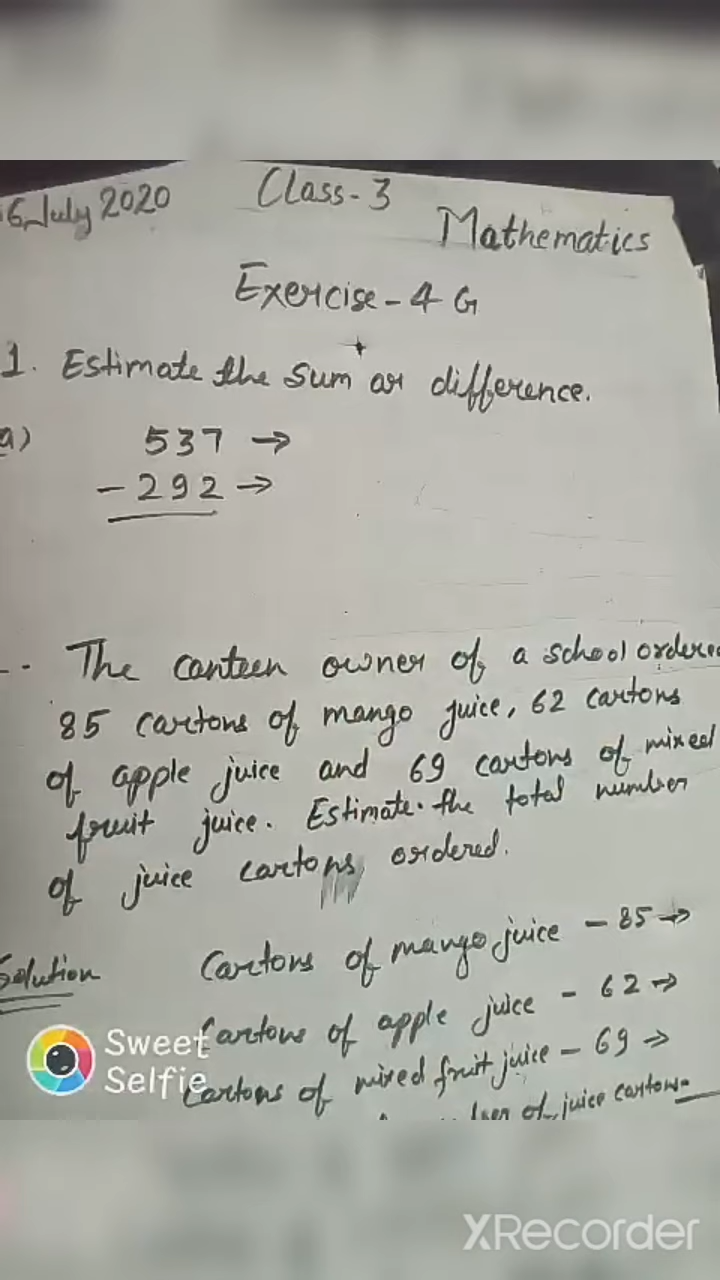 6 July 2020
Class-3
Mathematics
Exercise-4 G
1. Estimate the sum or difference.
a) 537 →
-292 →
The canteen owner of a school ordered
85 cartons of mango juice, 62 cartons
of apple juice and 69 cartons of mixed
fruit juice. Estimate the total number
of juice cartons ordered.
Solution Cartons of mango juice - 85 →
Cartons of apple juice - 62 →
Cartons of mixed fruit juice - 69 →
of juice cartons
Sweet
Selfie
XRecorder